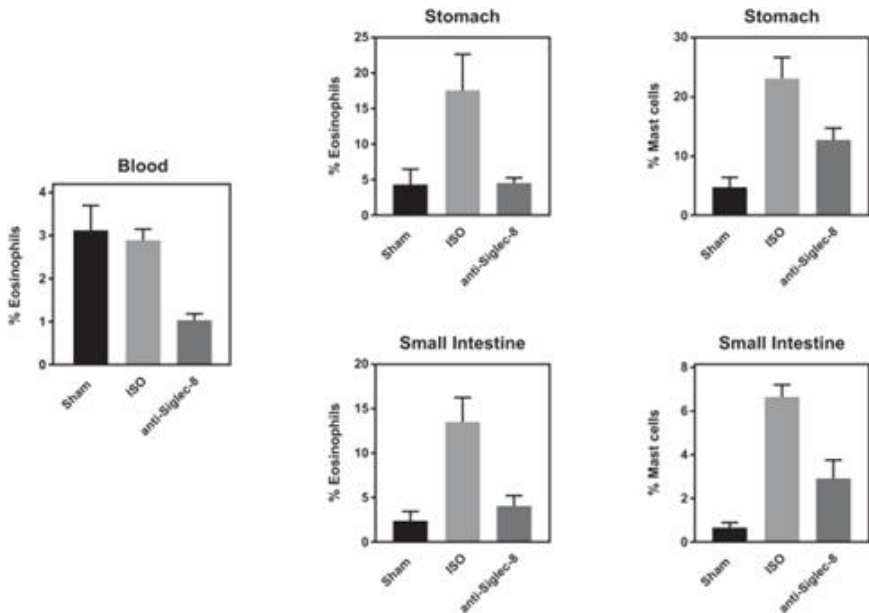 Blood
% Eosinophils
4
3
2
1
0
Sham
ISO
anti-Siglec-8
Stomach
% Eosinophils
25
20
15
10
5
0
Sham
ISO
anti-Siglec-8
Stomach
% Mast cells
30
20
10
0
Sham
ISO
anti-Siglec-8
Small Intestine
% Eosinophils
20
15
10
5
0
Sham
ISO
anti-Siglec-8
Small Intestine
% Mast cells
8
6
4
2
0
Sham
ISO
anti-Siglec-8